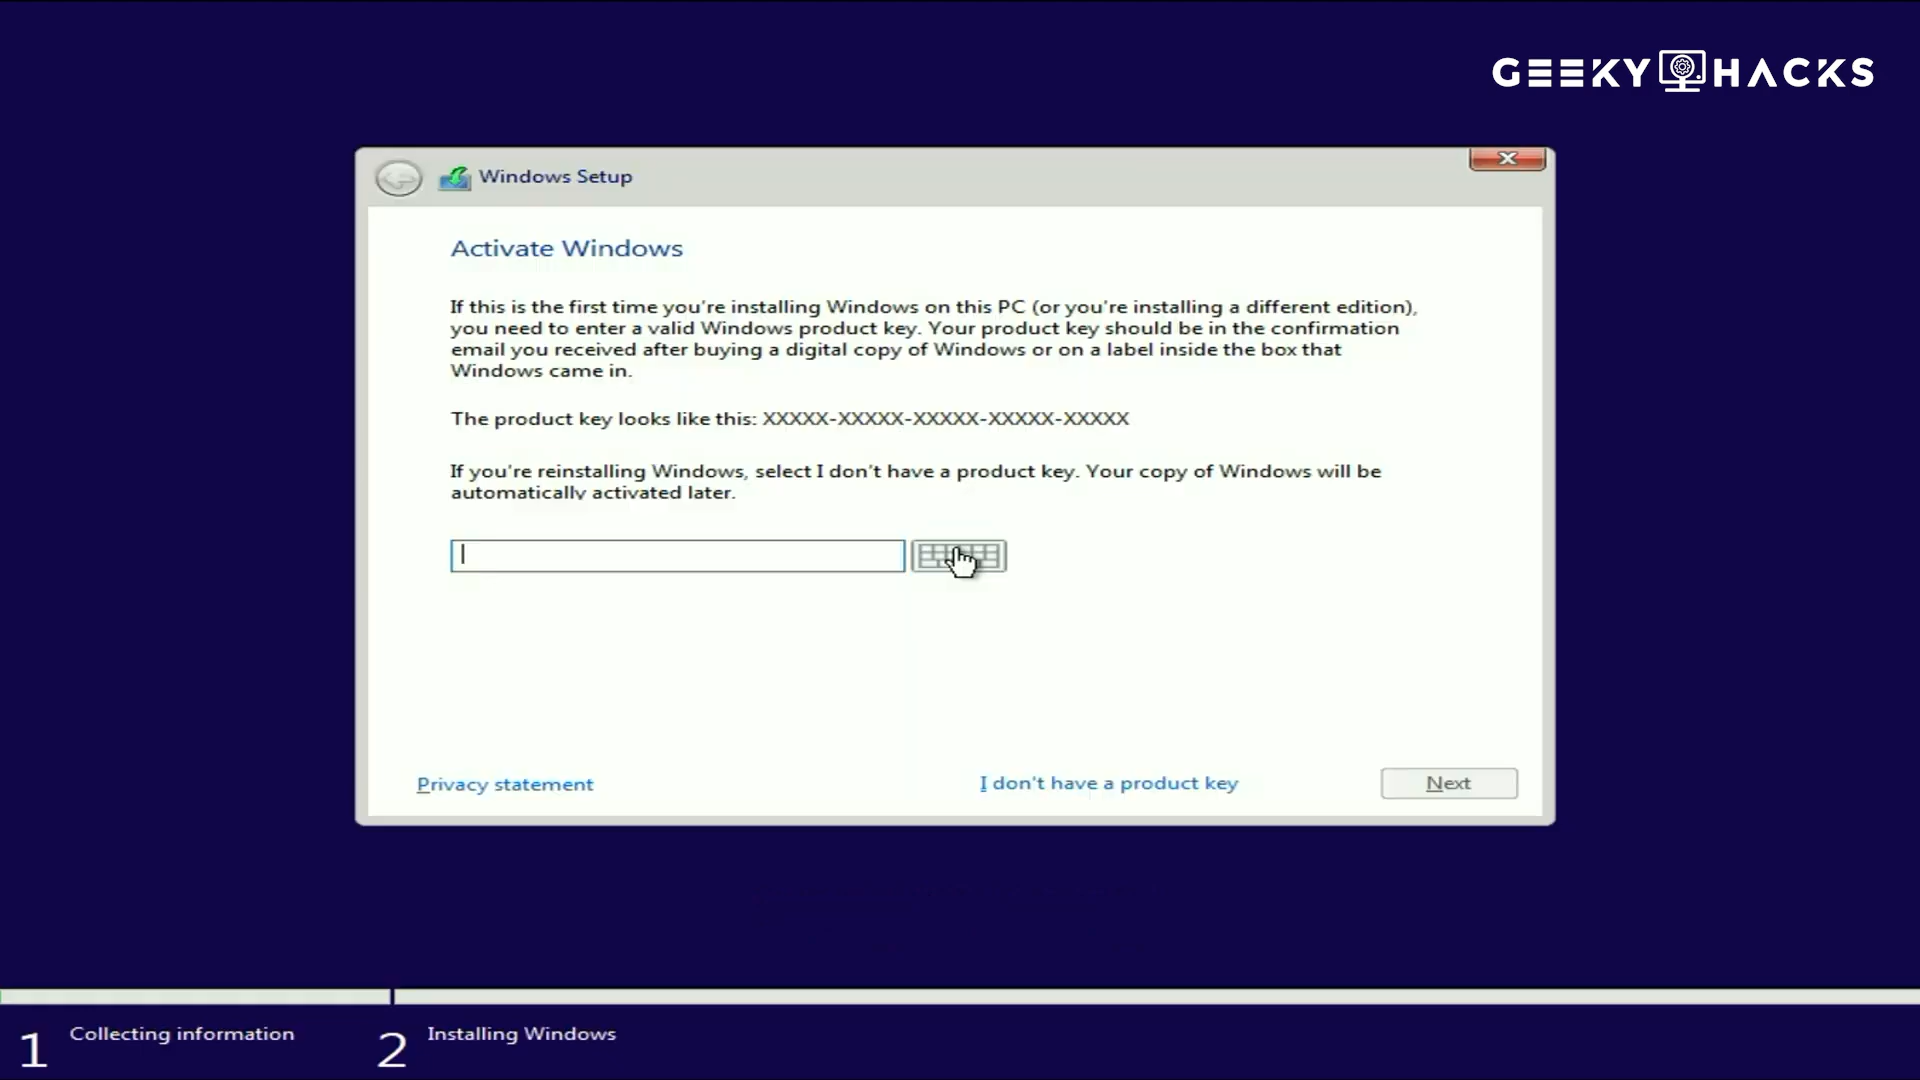 GEEKY HACKS
Windows Setup
Activate Windows
If this is the first time you're installing Windows on this PC (or you're installing a different edition),
you need to enter a valid Windows product key. Your product key should be in the confirmation
email you received after buying a digital copy of Windows or on a label inside the box that
Windows came in.
The product key looks like this: XXXXX-XXXXX-XXXXX-XXXXX-XXXXX
If you're reinstalling Windows, select I don't have a product key. Your copy of Windows will be
automatically activated later.
Privacy statement
I don't have a product key
Next
1 Collecting information
2 Installing Windows